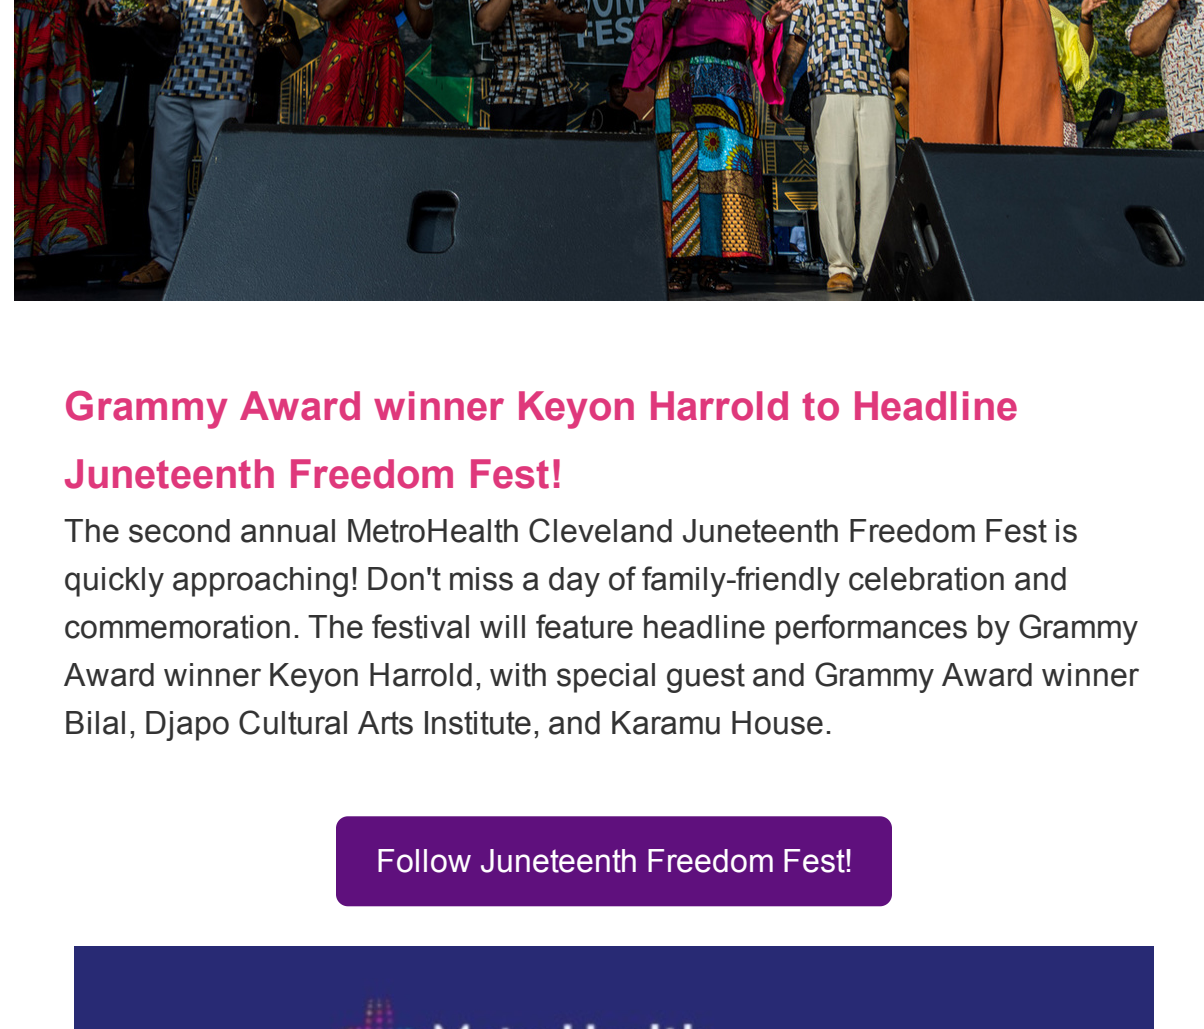 FES
Grammy Award winner Keyon Harrold to Headline
Juneteenth Freedom Fest!
The second annual MetroHealth Cleveland Juneteenth Freedom Fest is
quickly approaching! Don't miss a day of family-friendly celebration and
commemoration. The festival will feature headline performances by Grammy
Award winner Keyon Harrold, with special guest and Grammy Award winner
Bilal, Djapo Cultural Arts Institute, and Karamu House.
Follow Juneteenth Freedom Fest!